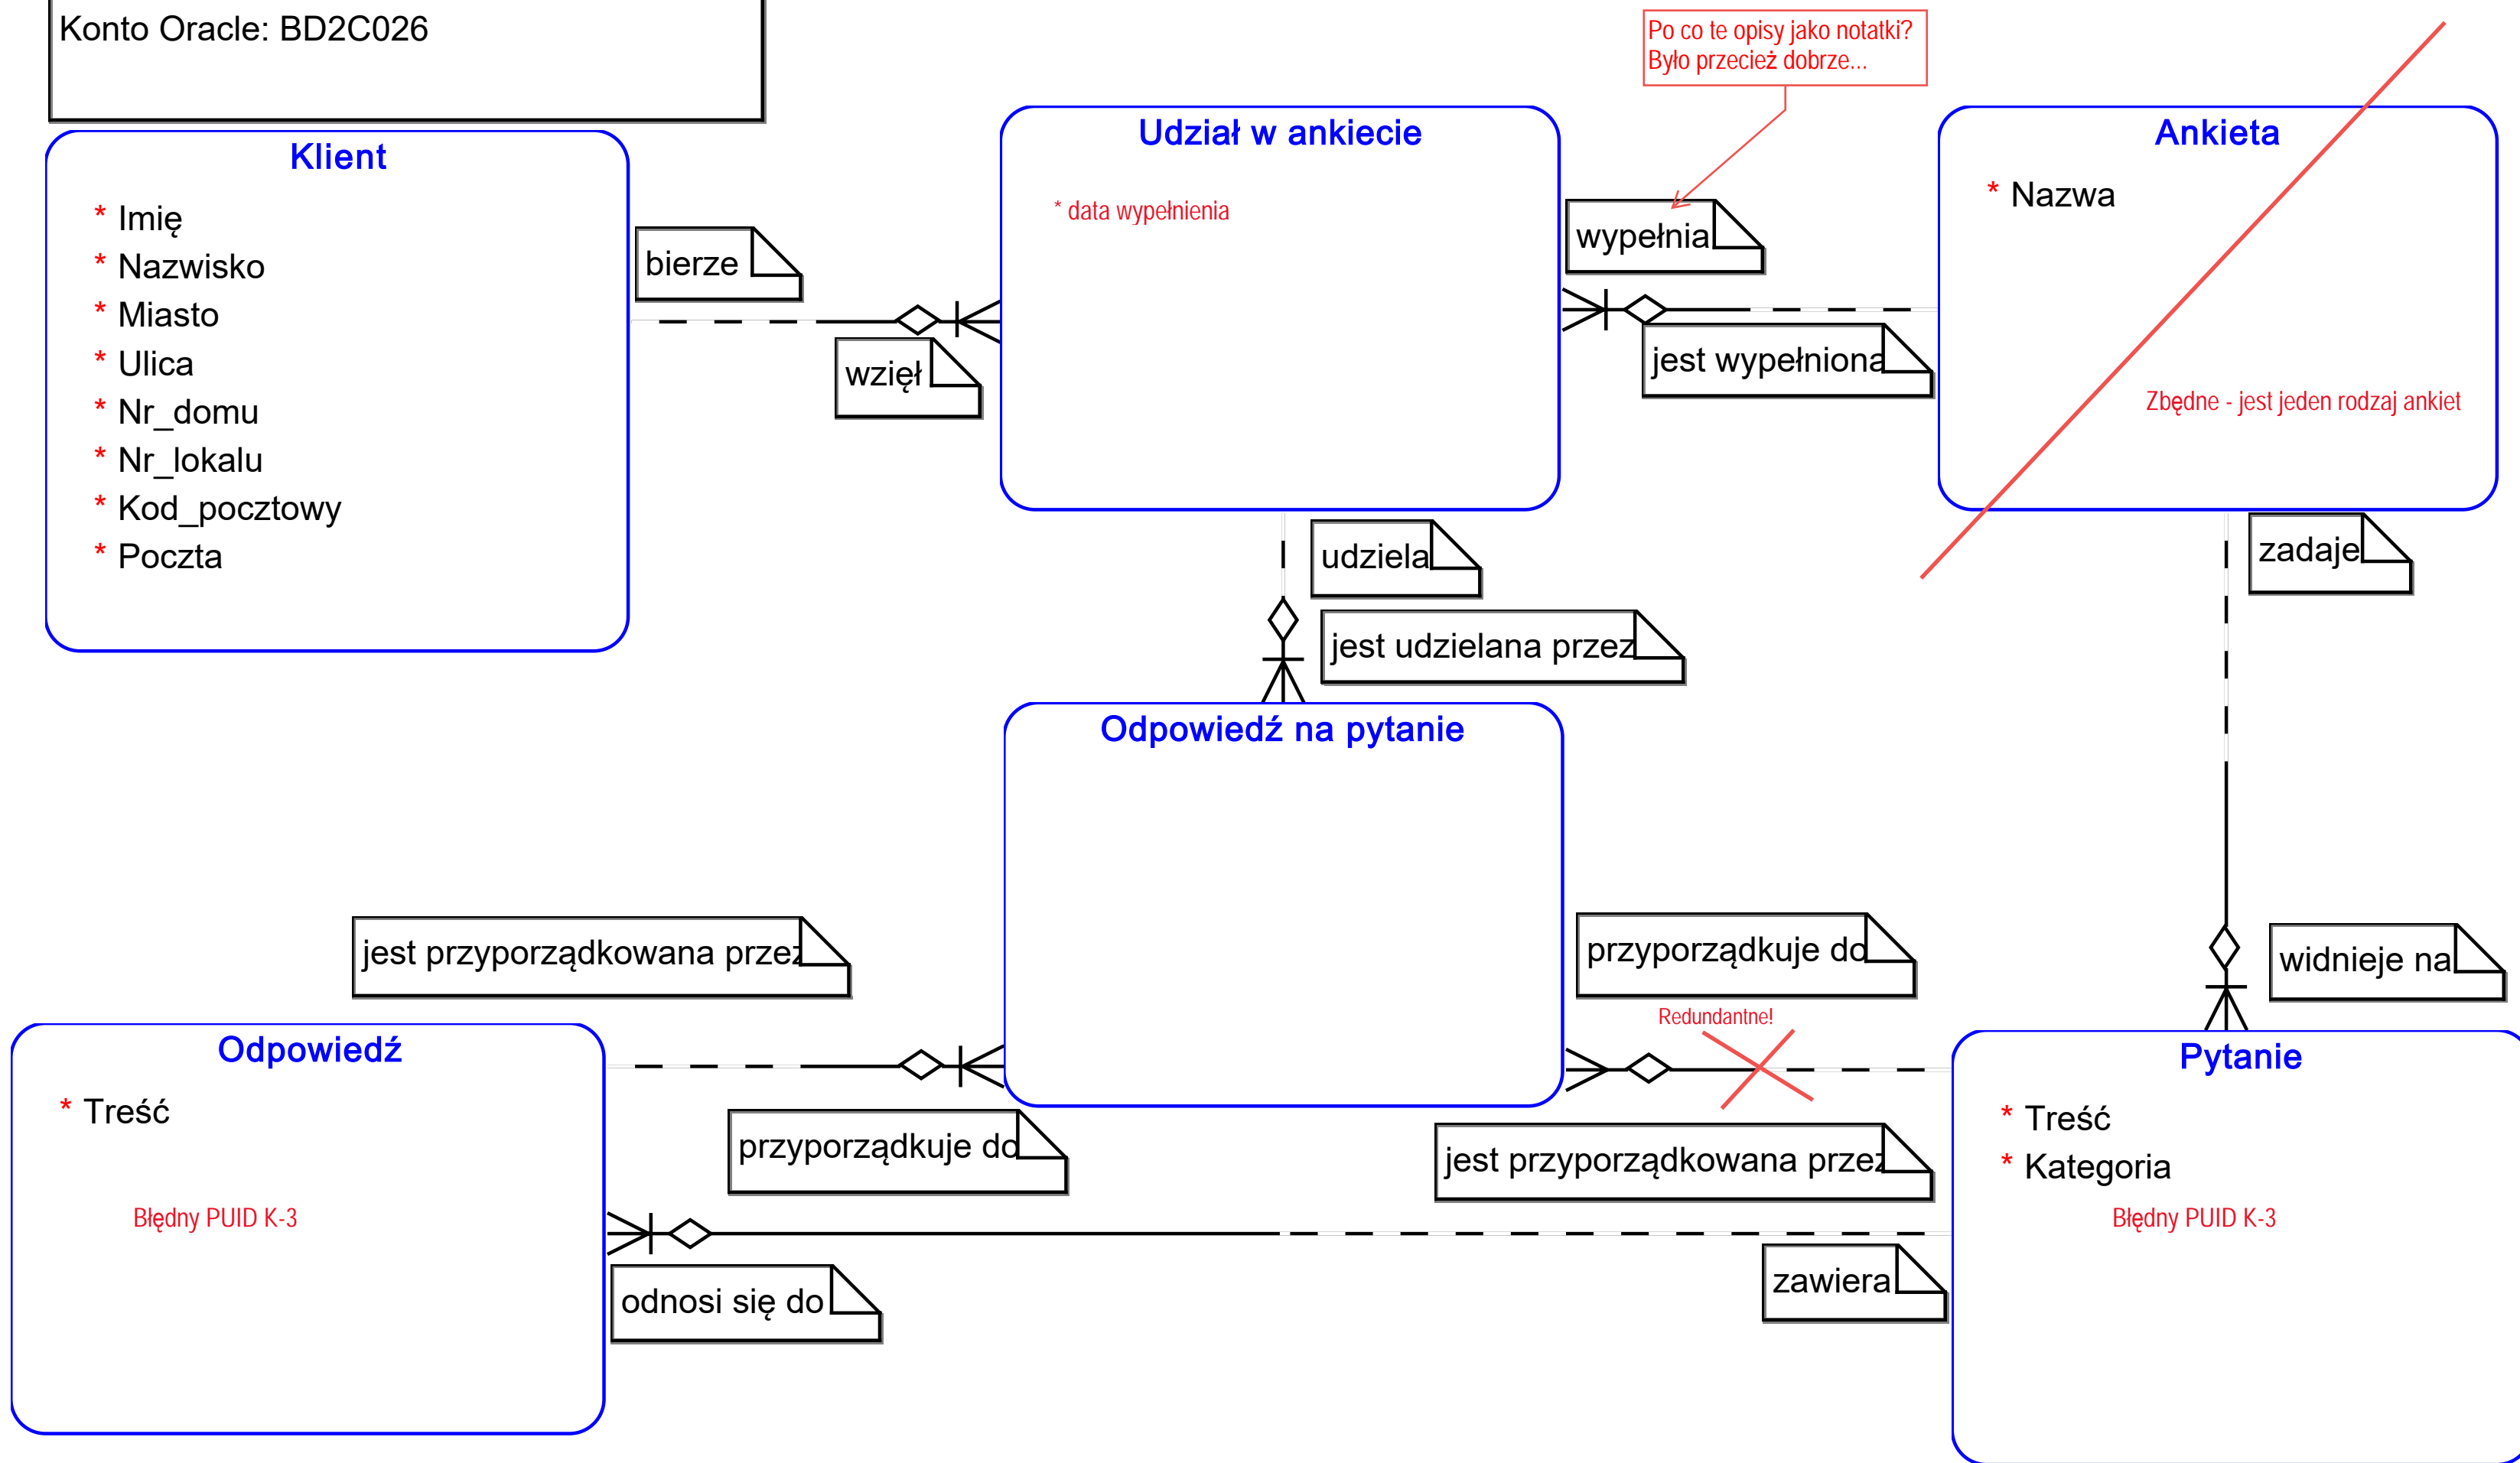 Konto Oracle: BD2C026
Po co te opisy jako notatki?
Było przecież dobrze...
Klient
* Imię
* Nazwisko
* Miasto
* Ulica
* Nr_domu
* Nr_lokalu
* Kod_pocztowy
* Poczta
bierze
wzięł
Udział w ankiecie
* data wypełnienia
wypełnia
jest wypełniona
Ankieta
* Nazwa
Zbędne - jest jeden rodzaj ankiet
udziela
jest udzielana przez
zadaje
Odpowiedź na pytanie
jest przyporządkowana przez
przyporządkuje do
widnieje na
Redundantne!
Odpowiedź
* Treść
Błędny PUID K-3
przyporządkuje do
jest przyporządkowana przez
Pytanie
* Treść
* Kategoria
Błędny PUID K-3
odnosi się do
zawiera